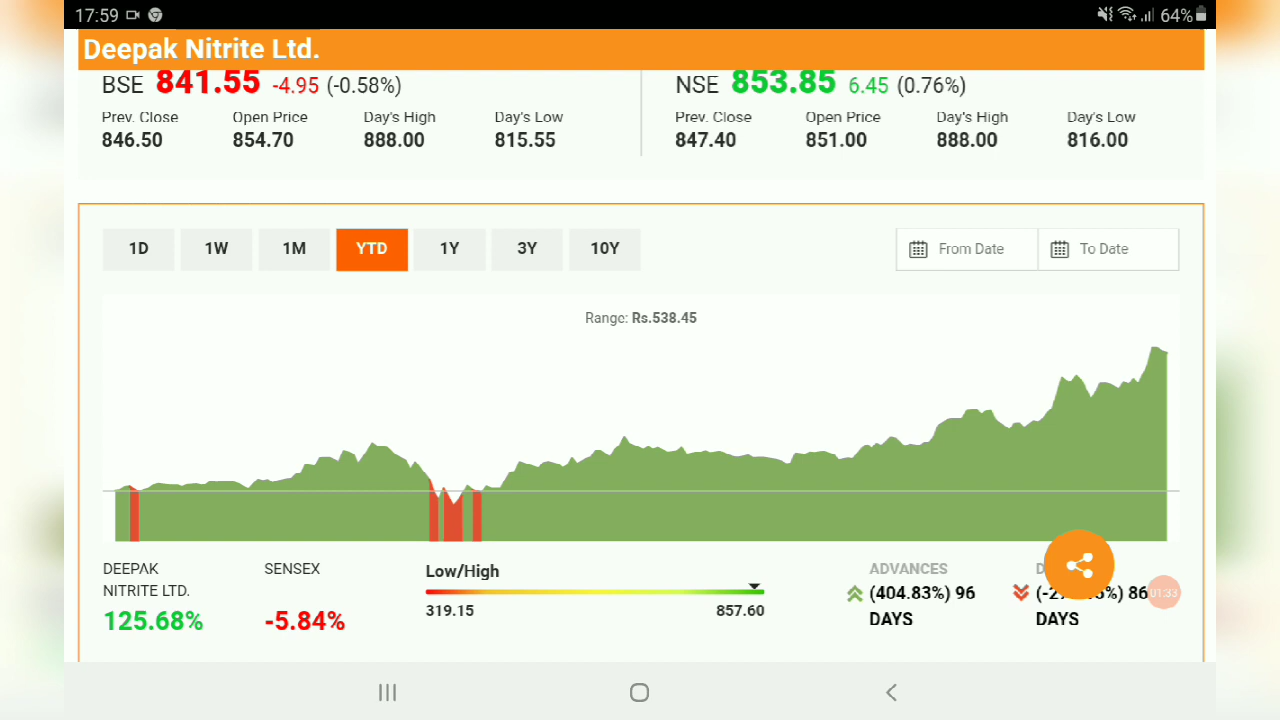 17:59 64%
Deepak Nitrite Ltd.
BSE 841.55 -4.95 (-0.58%)
Prev. Close Open Price Day's High Day's Low
846.50 854.70 888.00 815.55
NSE 853.85 6.45 (0.76%)
Prev. Close Open Price Day's High Day's Low
847.40 851.00 888.00 816.00
1D 1W 1M YTD 1Y 3Y 10Y From Date To Date
Range: Rs.538.45
DEEPAK
NITRITE LTD.
125.68%
SENSEX
-5.84%
Low/High
319.15 857.60
ADVANCES
(404.83%) 96
DAYS
86
DAYS
01:33